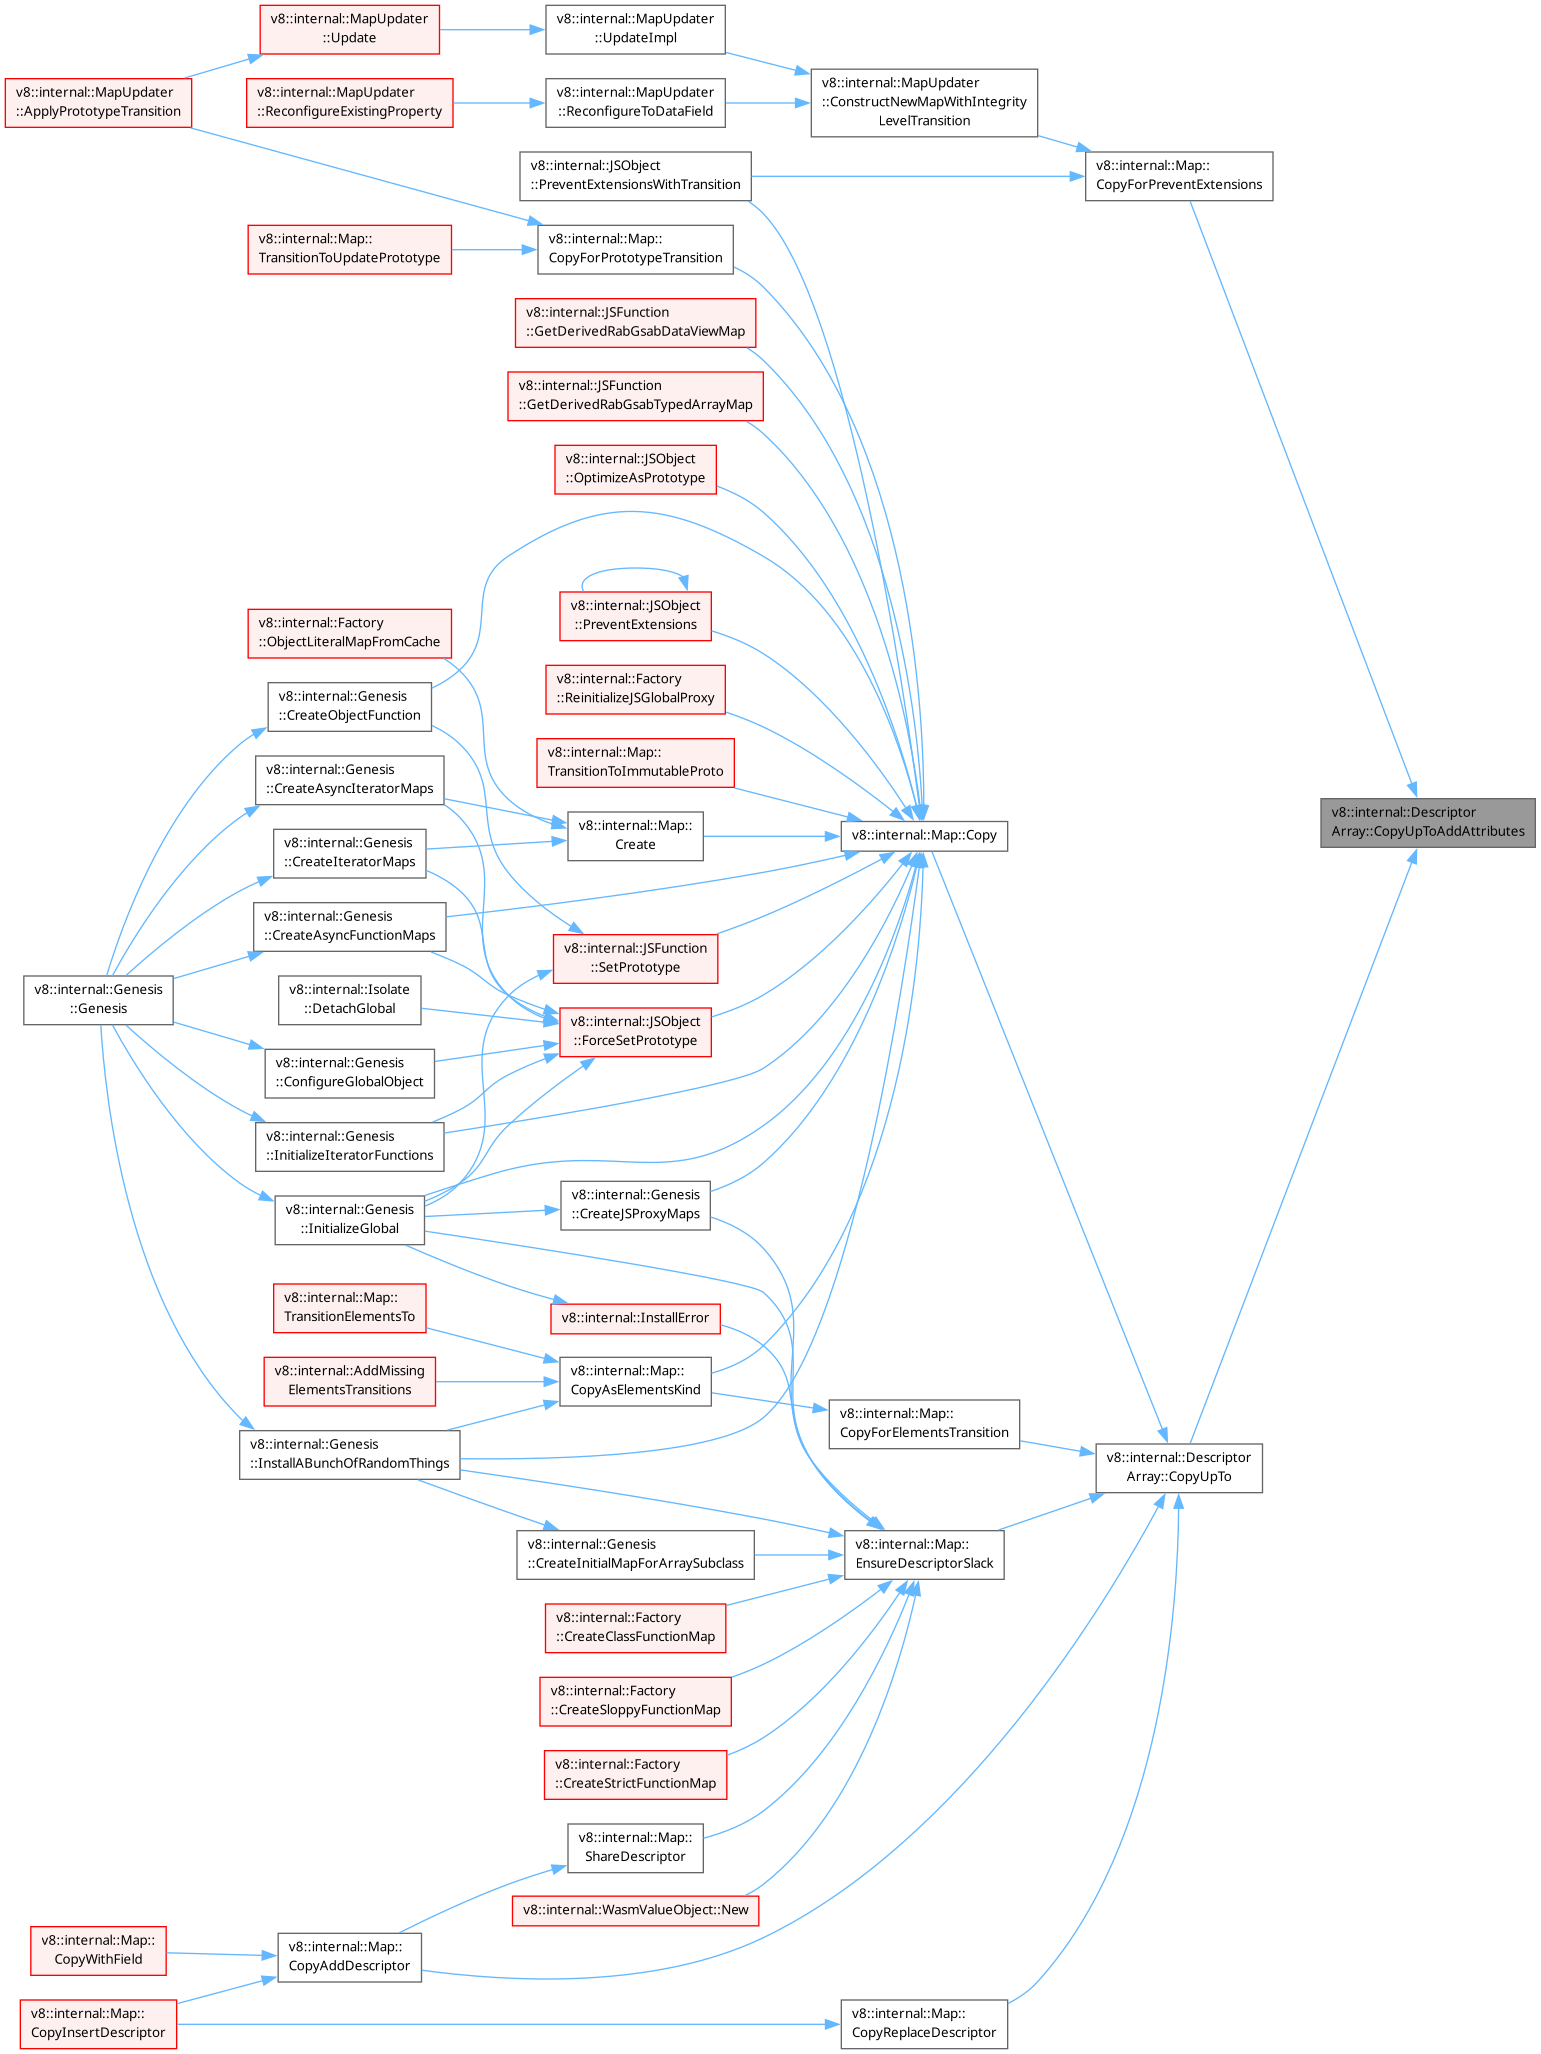 v8::internal::MapUpdater
::Update
v8::internal::MapUpdater
::UpdateImpl
v8::internal::MapUpdater
::ApplyPrototypeTransition
v8::internal::MapUpdater
::ReconfigureExistingProperty
v8::internal::MapUpdater
::ReconfigureToDataField
v8::internal::MapUpdater
::ConstructNewMapWithIntegrity
LevelTransition
v8::internal::JSObject
::PreventExtensionsWithTransition
v8::internal::Map::
CopyForPreventExtensions
v8::internal::Map::
TransitionToUpdatePrototype
v8::internal::Map::
CopyForPrototypeTransition
v8::internal::JSFunction
::GetDerivedRabGsabDataViewMap
v8::internal::JSFunction
::GetDerivedRabGsabTypedArrayMap
v8::internal::JSObject
::OptimizeAsPrototype
v8::internal::JSObject
::PreventExtensions
v8::internal::Factory
::ObjectLiteralMapFromCache
v8::internal::Factory
::ReinitializeJSGlobalProxy
v8::internal::Genesis
::CreateObjectFunction
v8::internal::Map::
TransitionToImmutableProto
v8::internal::Genesis
::CreateAsyncIteratorMaps
v8::internal::Map::
Create
v8::internal::Map::Copy
v8::internal::Descriptor
Array::CopyUpToAddAttributes
v8::internal::Genesis
::CreateIteratorMaps
v8::internal::Genesis
::CreateAsyncFunctionMaps
v8::internal::JSFunction
::SetPrototype
v8::internal::Genesis
::Genesis
v8::internal::Isolate
::DetachGlobal
v8::internal::JSObject
::ForceSetPrototype
v8::internal::Genesis
::ConfigureGlobalObject
v8::internal::Genesis
::InitializeIteratorFunctions
v8::internal::Genesis
::InitializeGlobal
v8::internal::Genesis
::CreateJSProxyMaps
v8::internal::Map::
TransitionElementsTo
v8::internal::InstallError
v8::internal::AddMissing
ElementsTransitions
v8::internal::Map::
CopyAsElementsKind
v8::internal::Map::
CopyForElementsTransition
v8::internal::Genesis
::InstallABunchOfRandomThings
v8::internal::Descriptor
Array::CopyUpTo
v8::internal::Genesis
::CreateInitialMapForArraySubclass
v8::internal::Map::
EnsureDescriptorSlack
v8::internal::Factory
::CreateClassFunctionMap
v8::internal::Factory
::CreateSloppyFunctionMap
v8::internal::Factory
::CreateStrictFunctionMap
v8::internal::Map::
ShareDescriptor
v8::internal::WasmValueObject::New
v8::internal::Map::
CopyWithField
v8::internal::Map::
CopyAddDescriptor
v8::internal::Map::
CopyInsertDescriptor
v8::internal::Map::
CopyReplaceDescriptor